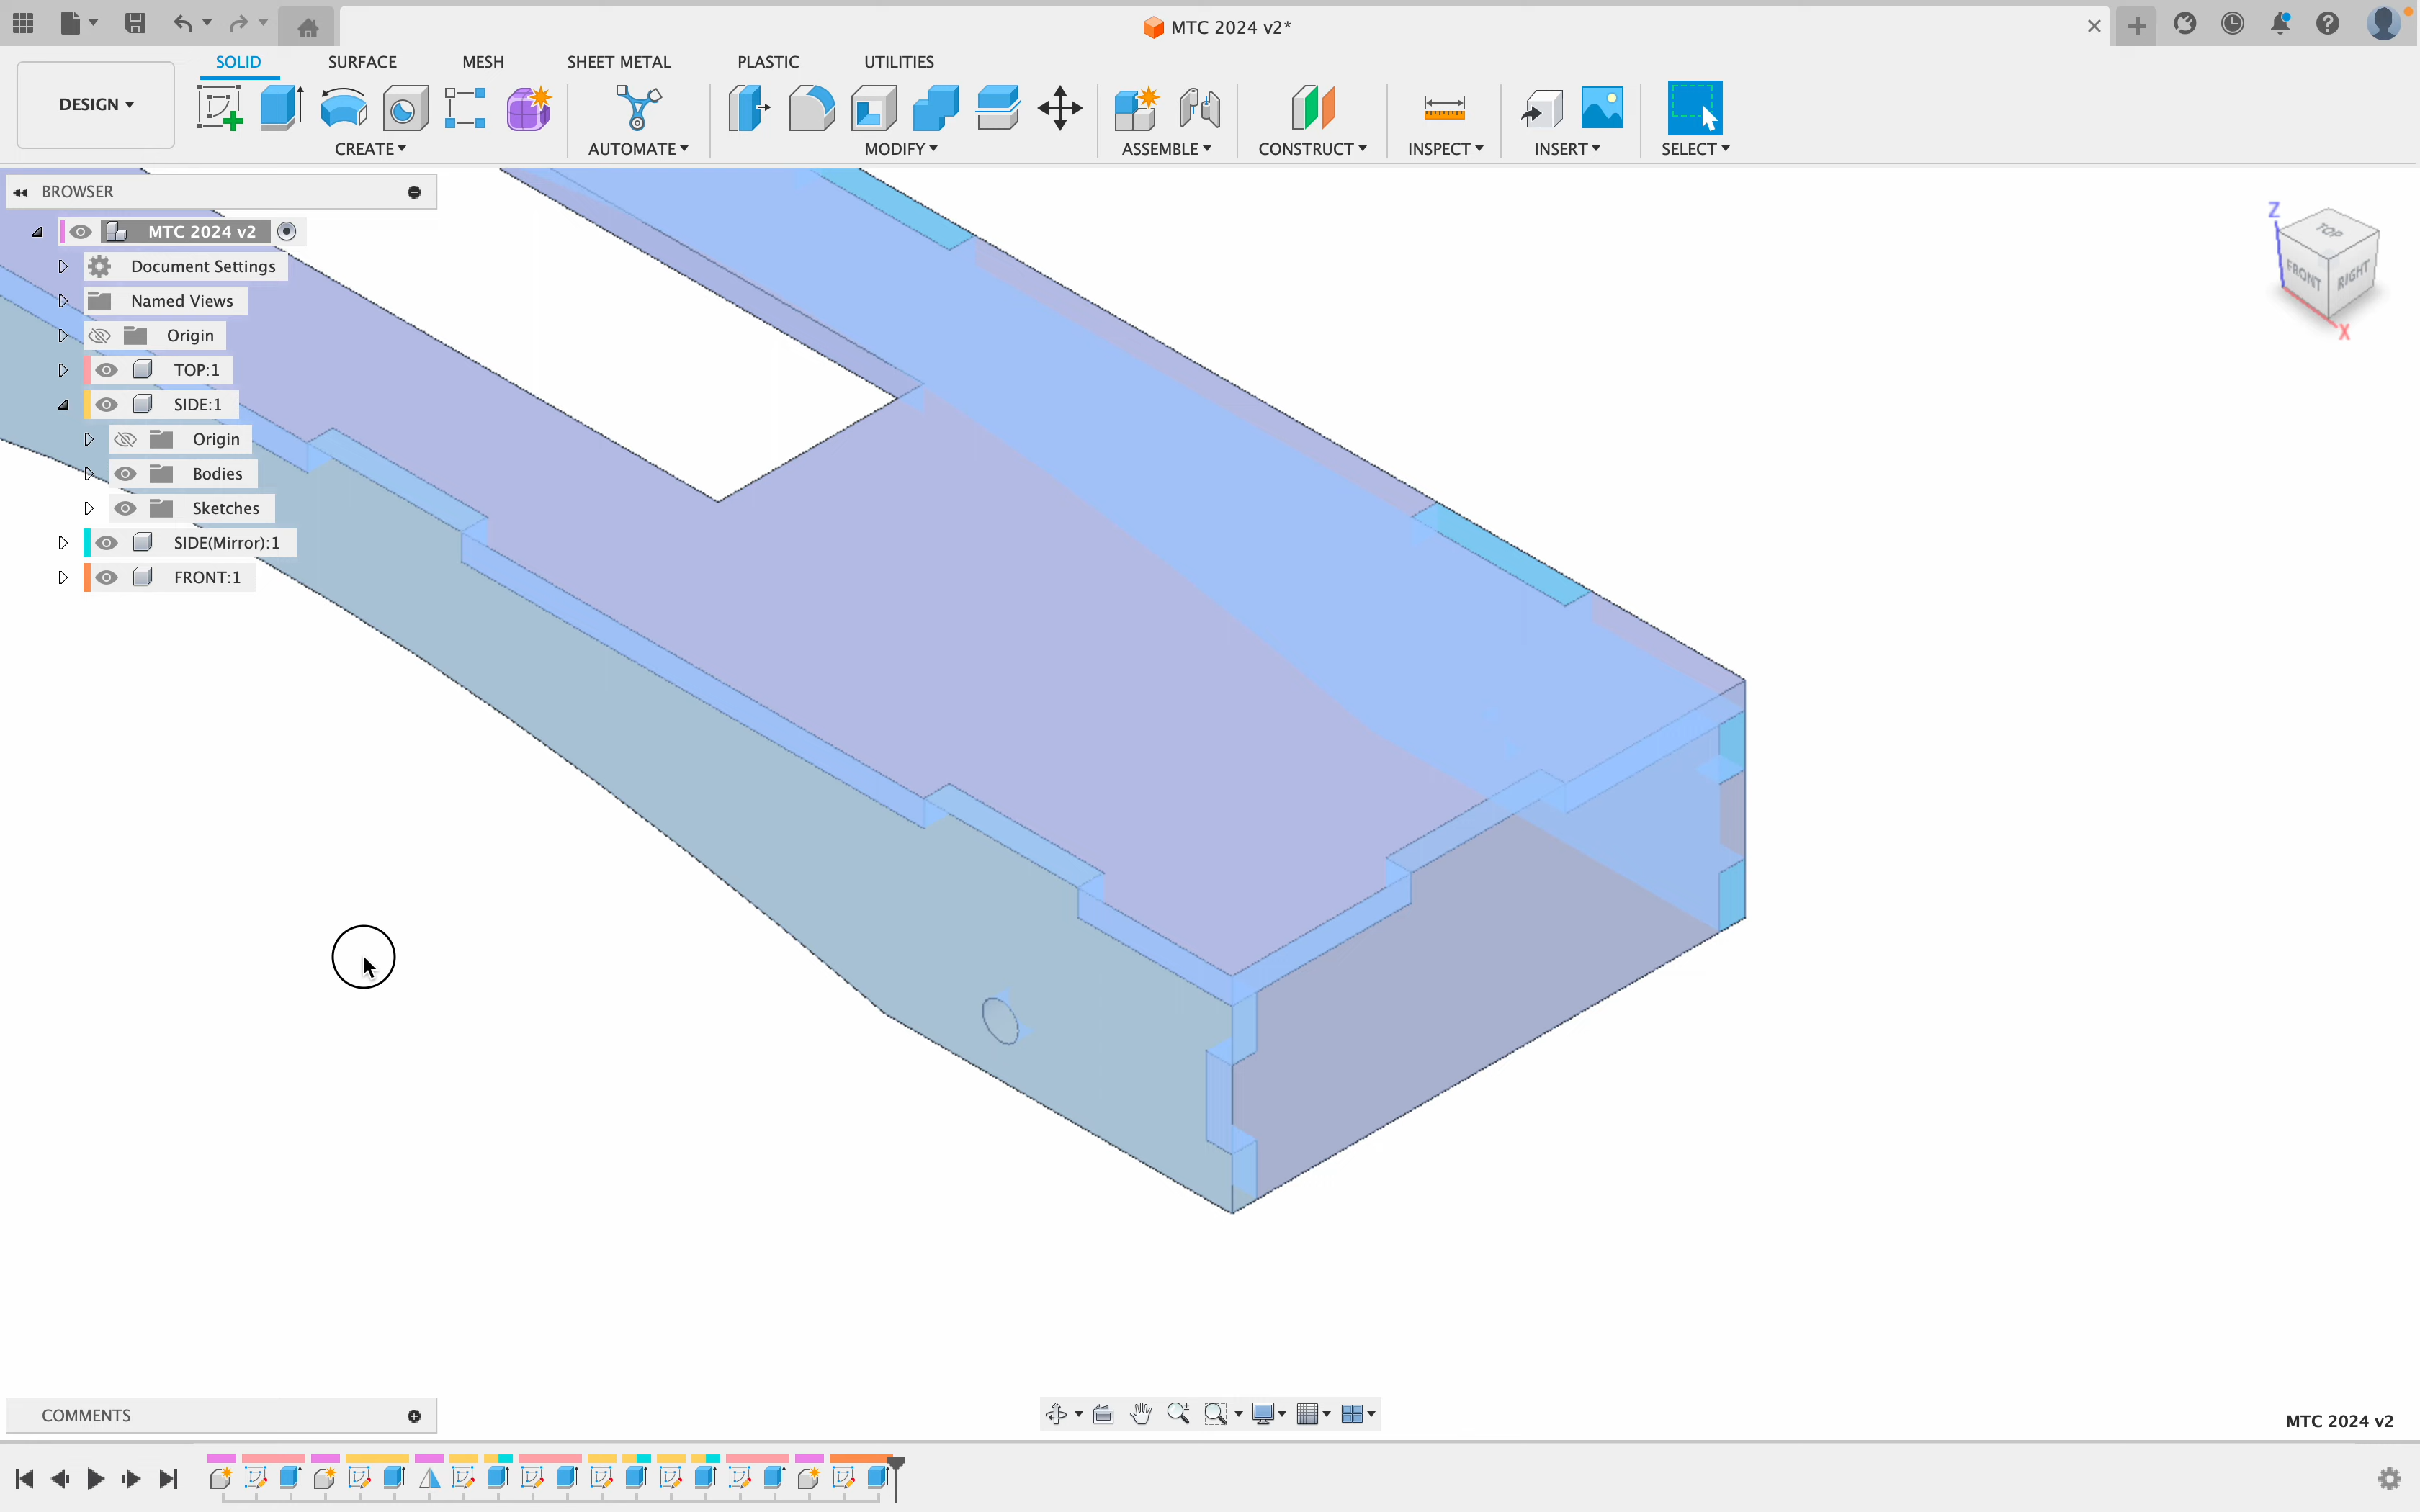 MTC 2024 v2*
SOLID SURFACE MESH SHEET METAL PLASTIC UTILITIES
DESIGN
CREATE AUTOMATE MODIFY ASSEMBLE CONSTRUCT INSPECT INSERT SELECT
BROWSER
MTC 2024 v2
Document Settings
Named Views
Origin
TOP:1
SIDE:1
Origin
Bodies
Sketches
SIDE(Mirror):1
FRONT:1
Z
TOP
FRONT RIGHT
X
COMMENTS
MTC 2024 v2